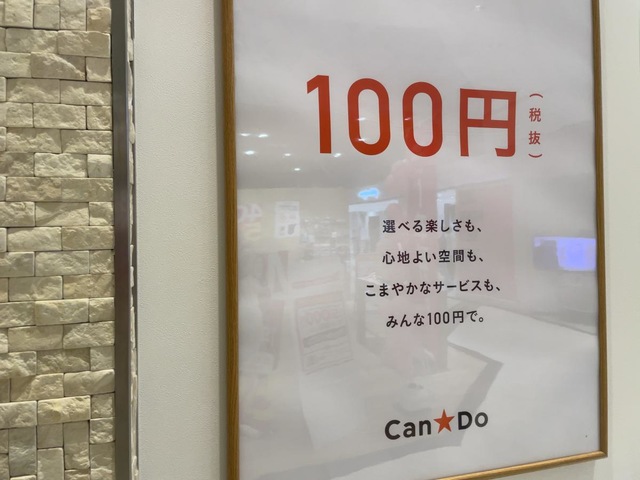 100円(税抜)
選べる楽しさも、
心地よい空間も、
こまやかなサービスも、
みんな100円で。
Can★Do